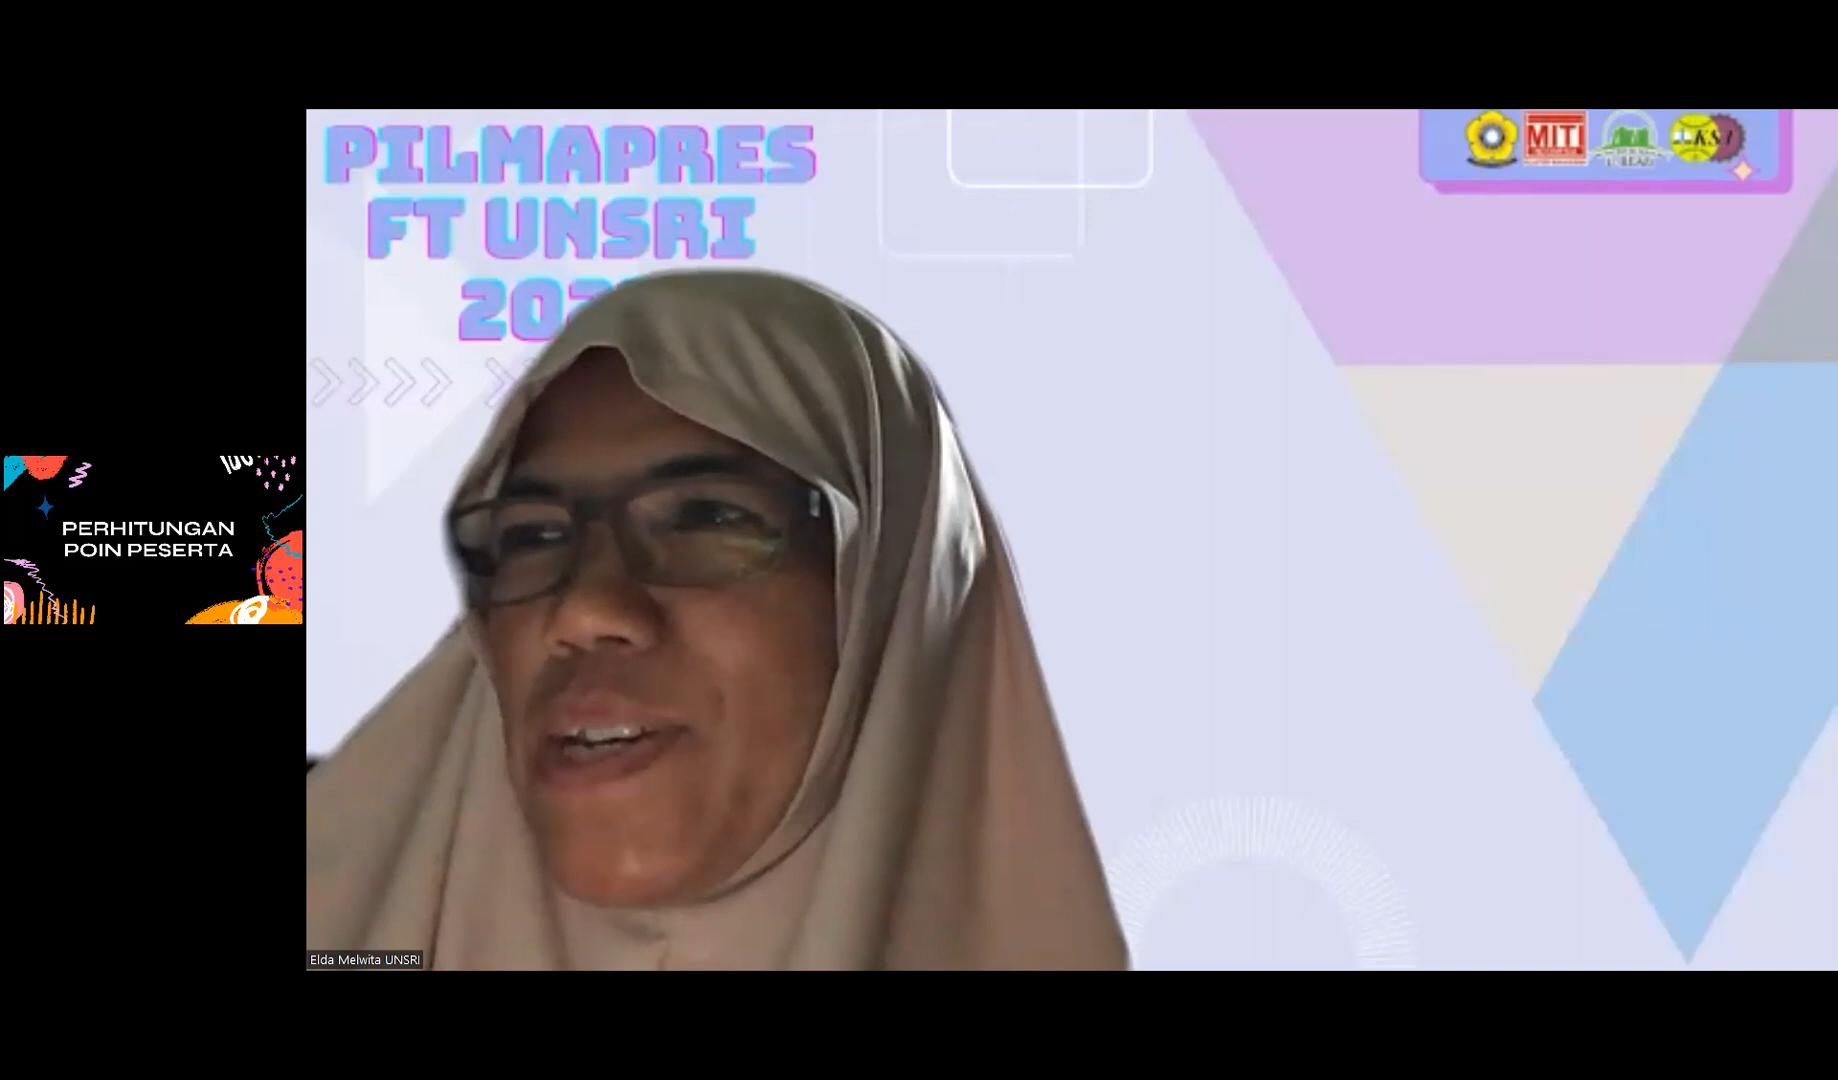 PILMAPRES
FT UNSRI
MITI
PERHITUNGAN
POIN PESERTA
Elda Melwita UNSRI